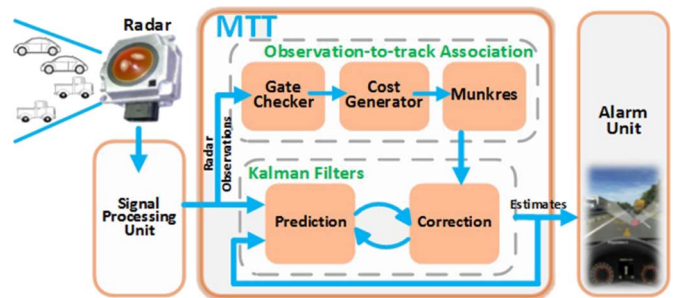 Radar
MTT
Observation-to-track Association
Gate
Checker
Cost
Generator
Munkres
Alarm
Unit
Radar
Observations
Signal
Processing
Unit
Kalman Filters
Prediction
Correction
Estimates